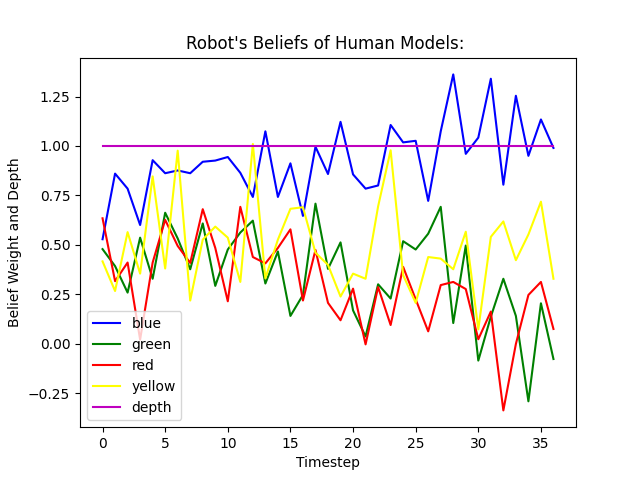 Robot's Beliefs of Human Models:
Belief Weight and Depth
1.25
1.00
0.75
0.50
0.25
0.00
−0.25
blue
green
red
yellow
depth
0 5 10 15 20 25 30 35
Timestep